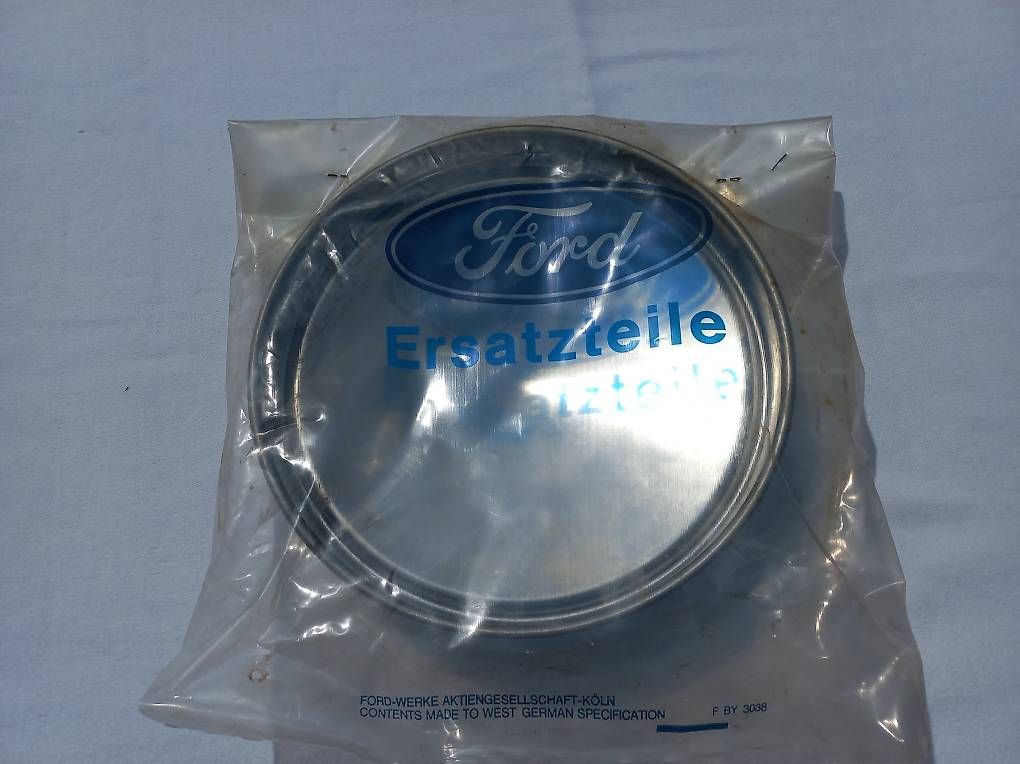 Ford
Ersatzteile
FORD-WERKE AKTIENGESELLSCHAFT-KÖLN
CONTENTS MADE TO WEST GERMAN SPECIFICATION F BY 3038